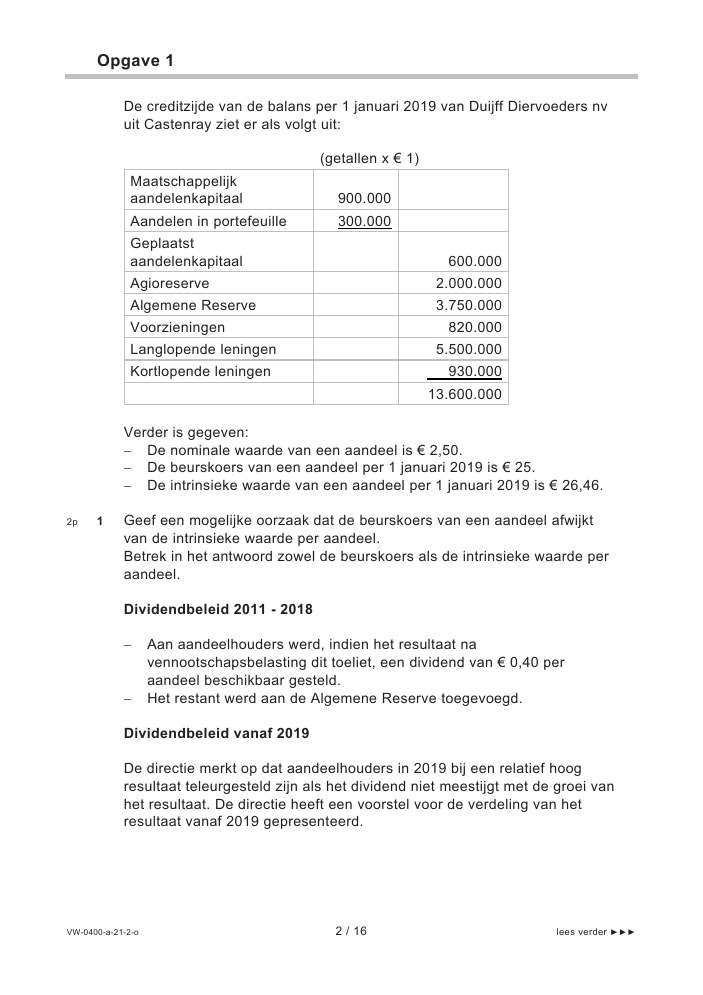 Opgave 1
De creditzijde van de balans per 1 januari 2019 van Duijff Diervoeders nv
uit Castenray ziet er als volgt uit:
(getallen x € 1)
Maatschappelijk
aandelenkapitaal 900.000
Aandelen in portefeuille 300.000
Geplaatst
aandelenkapitaal 600.000
Agioreserve 2.000.000
Algemene Reserve 3.750.000
Voorzieningen 820.000
Langlopende leningen 5.500.000
Kortlopende leningen 930.000
13.600.000
Verder is gegeven:
− De nominale waarde van een aandeel is € 2,50.
− De beurskoers van een aandeel per 1 januari 2019 is € 25.
− De intrinsieke waarde van een aandeel per 1 januari 2019 is € 26,46.
2p 1 Geef een mogelijke oorzaak dat de beurskoers van een aandeel afwijkt
van de intrinsieke waarde per aandeel.
Betrek in het antwoord zowel de beurskoers als de intrinsieke waarde per
aandeel.
Dividendbeleid 2011 - 2018
− Aan aandeelhouders werd, indien het resultaat na
vennootschapsbelasting dit toeliet, een dividend van € 0,40 per
aandeel beschikbaar gesteld.
− Het restant werd aan de Algemene Reserve toegevoegd.
Dividendbeleid vanaf 2019
De directie merkt op dat aandeelhouders in 2019 bij een relatief hoog
resultaat teleurgesteld zijn als het dividend niet meestijgt met de groei van
het resultaat. De directie heeft een voorstel voor de verdeling van het
resultaat vanaf 2019 gepresenteerd.
VW-0400-a-21-2-o 2 / 16 lees verder ►►►